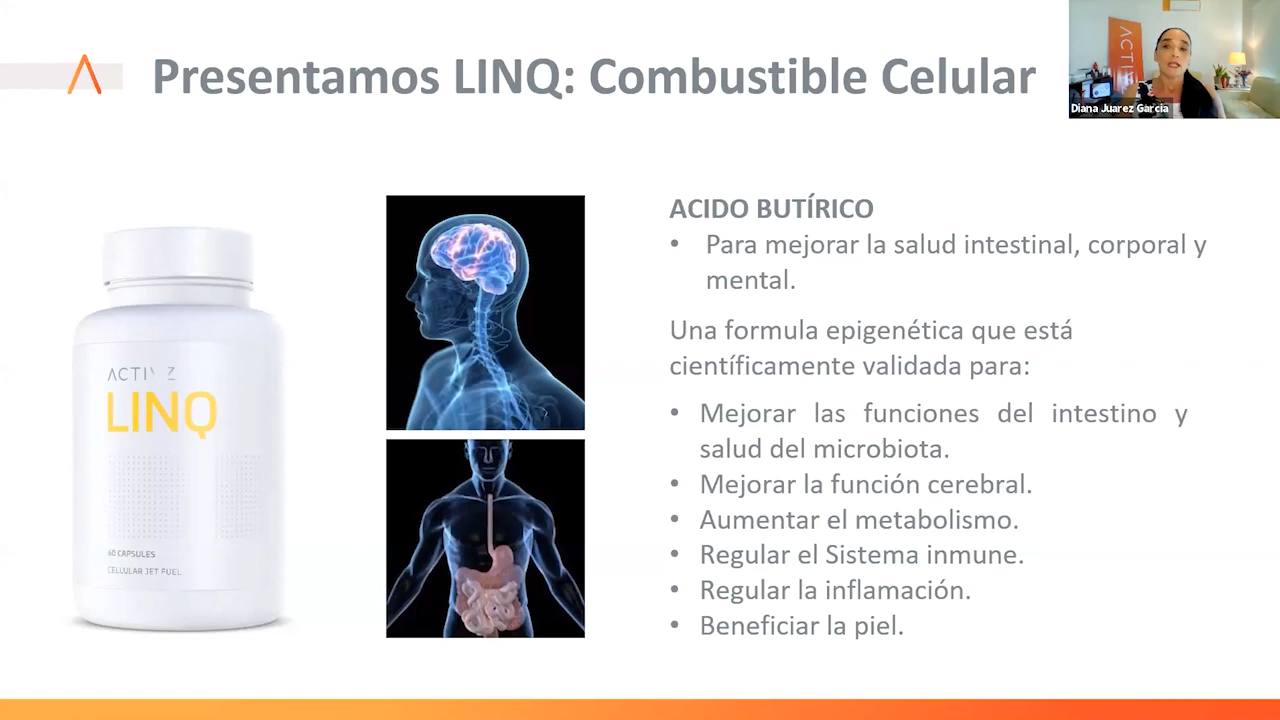 Presentamos LINQ: Combustible Celular
Diana Juarez Garcia
ACIDO BUTÍRICO
• Para mejorar la salud intestinal, corporal y
mental.
Una formula epigenética que está
científicamente validada para:
• Mejorar las funciones del intestino y
salud del microbiota.
• Mejorar la función cerebral.
• Aumentar el metabolismo.
• Regular el Sistema inmune.
• Regular la inflamación.
• Beneficiar la piel.
LINQ
60 CAPSULES
CELLULAR JET FUEL